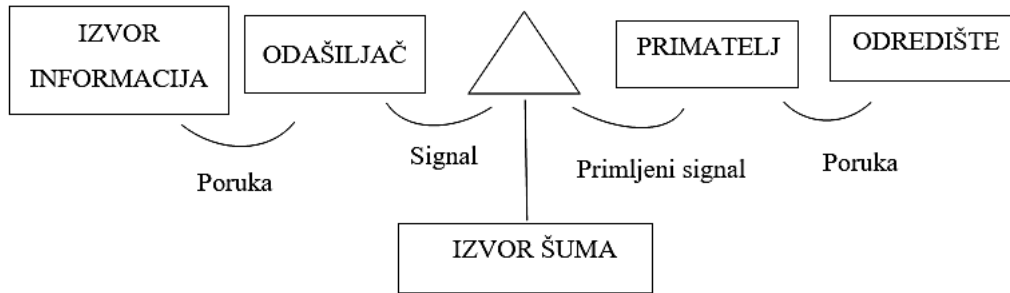 IZVOR
INFORMACIJA
ODAŠILJAČ
PRIMATELJ
ODREDIŠTE
Poruka
Signal
Primljeni signal
Poruka
IZVOR ŠUMA